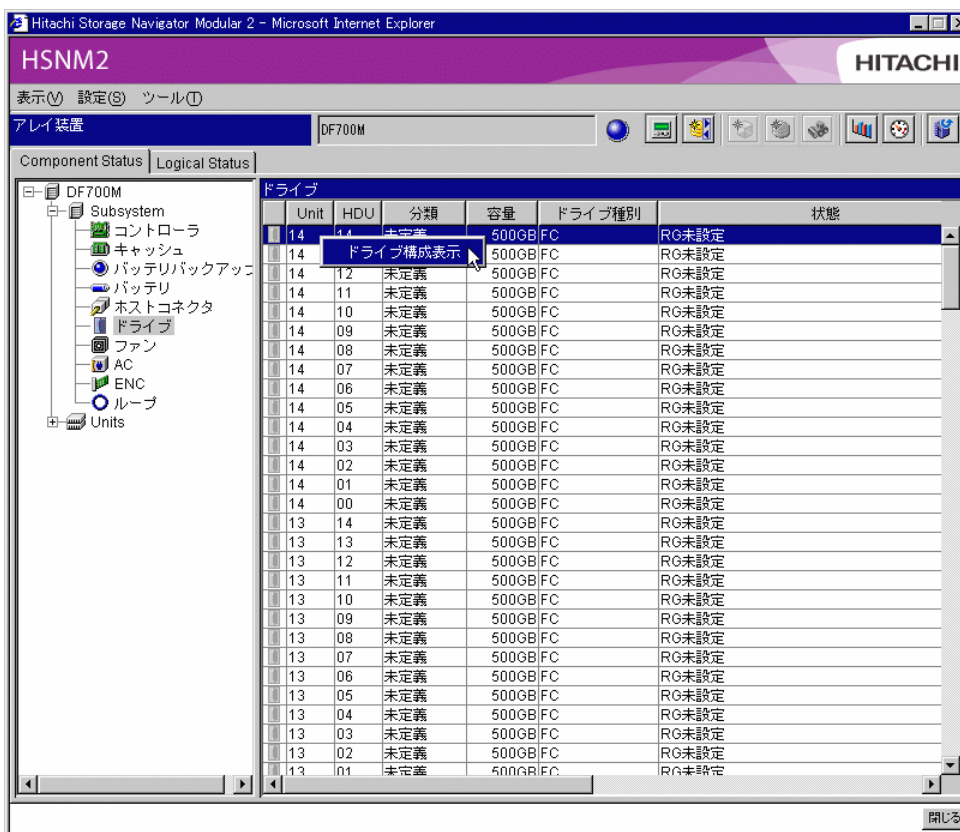 Hitachi Storage Navigator Modular 2 - Microsoft Internet Explorer
HSNM2
HITACHI
表示(V) 設定(S) ツール(T)
アレイ装置 DF700M
Component Status Logical Status
DF700M
Subsystem
コントローラ
キャッシュ
バッテリバックアップ
バッテリ
ホストコネクタ
ドライブ
ファン
AC
ENC
ループ
Units
ドライブ
Unit HDU 分類 容量 ドライブ種別 状態
14 14 未定義 500GB FC RG未設定
ドライブ構成表示
14 500GB FC RG未設定
14 12 未定義 500GB FC RG未設定
14 11 未定義 500GB FC RG未設定
14 10 未定義 500GB FC RG未設定
14 09 未定義 500GB FC RG未設定
14 08 未定義 500GB FC RG未設定
14 07 未定義 500GB FC RG未設定
14 06 未定義 500GB FC RG未設定
14 05 未定義 500GB FC RG未設定
14 04 未定義 500GB FC RG未設定
14 03 未定義 500GB FC RG未設定
14 02 未定義 500GB FC RG未設定
14 01 未定義 500GB FC RG未設定
14 00 未定義 500GB FC RG未設定
13 14 未定義 500GB FC RG未設定
13 13 未定義 500GB FC RG未設定
13 12 未定義 500GB FC RG未設定
13 11 未定義 500GB FC RG未設定
13 10 未定義 500GB FC RG未設定
13 09 未定義 500GB FC RG未設定
13 08 未定義 500GB FC RG未設定
13 07 未定義 500GB FC RG未設定
13 06 未定義 500GB FC RG未設定
13 05 未定義 500GB FC RG未設定
13 04 未定義 500GB FC RG未設定
13 03 未定義 500GB FC RG未設定
13 02 未定義 500GB FC RG未設定
13 01 未定義 500GB FC RG未設定
閉じる